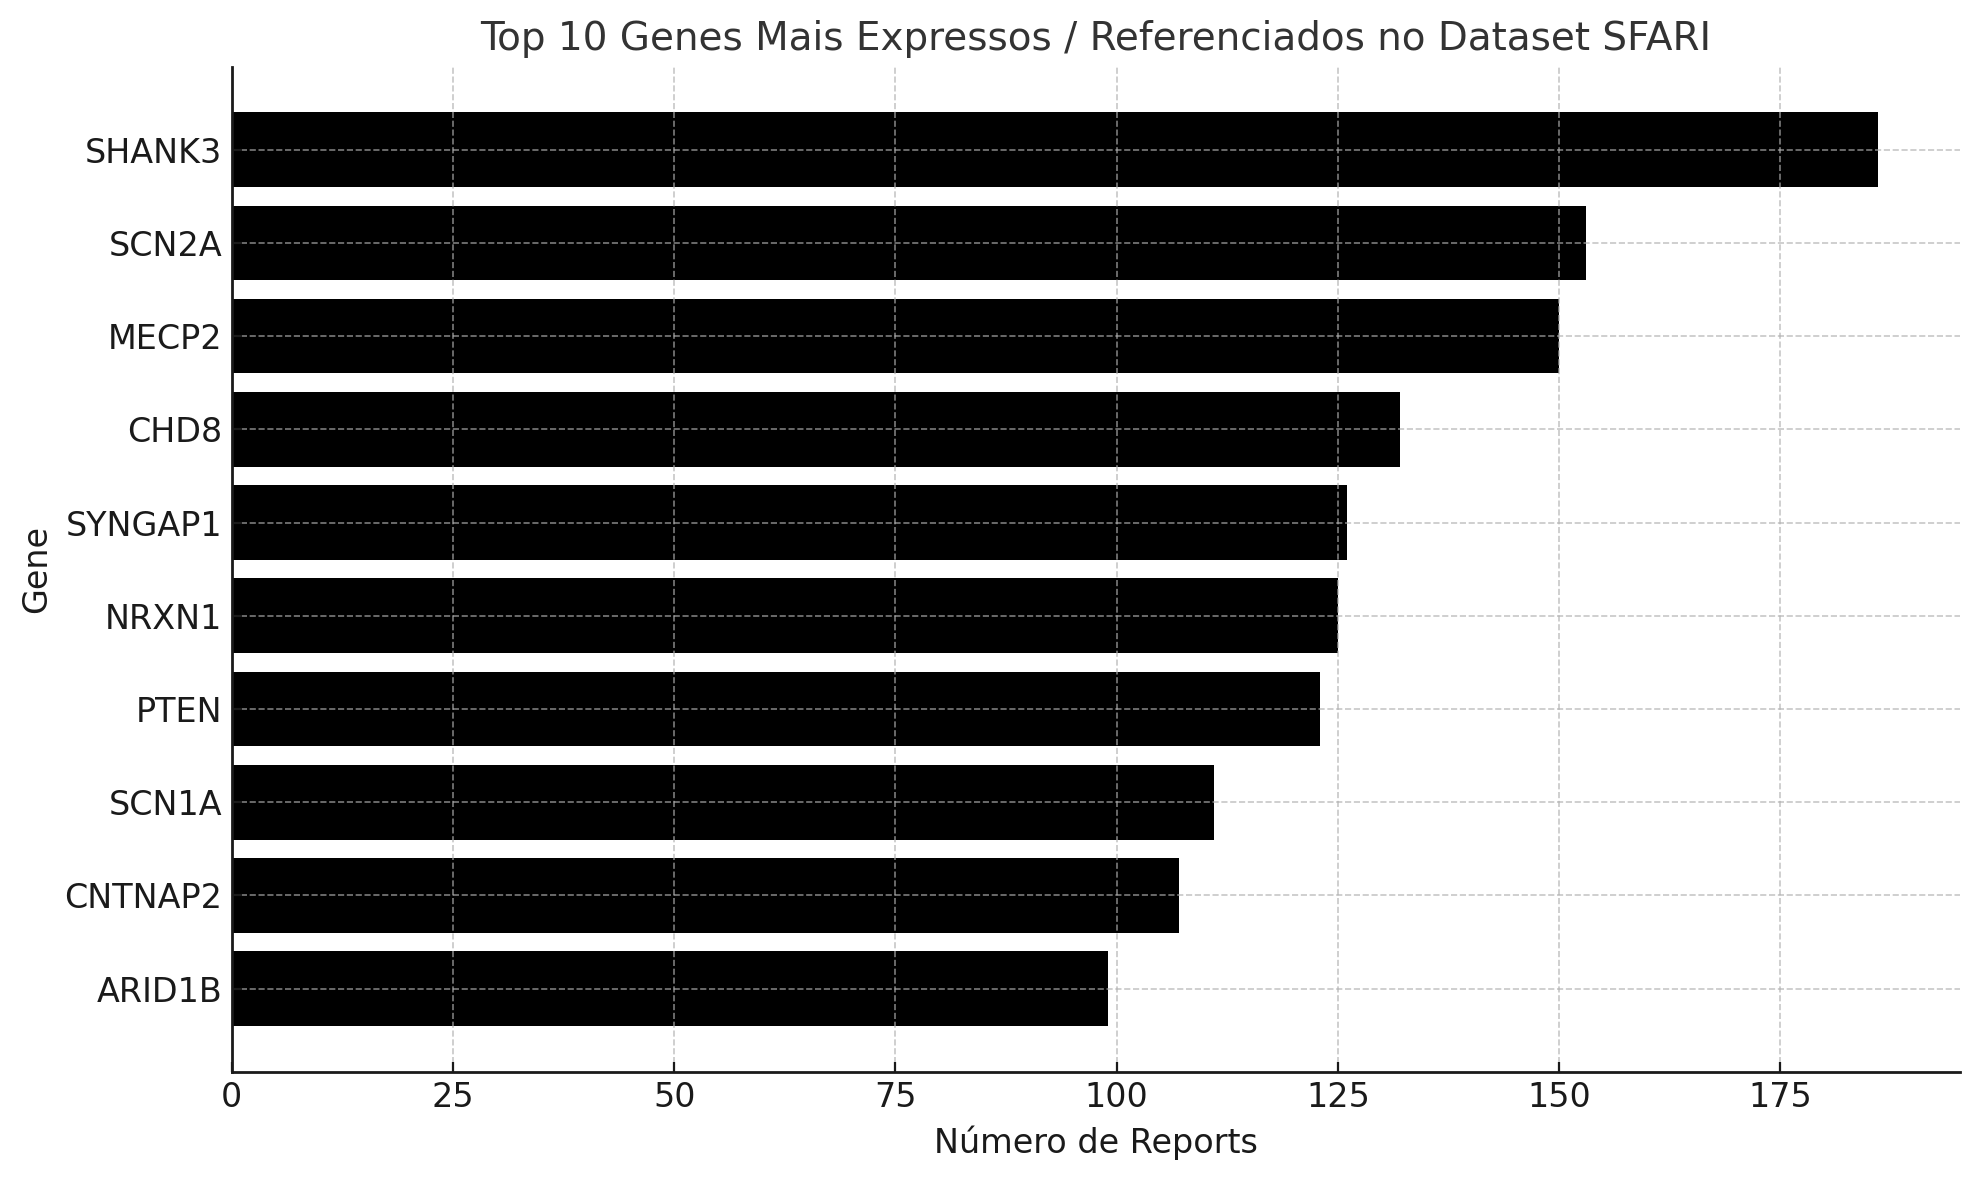 Top 10 Genes Mais Expressos / Referenciados no Dataset SFARI
SHANK3
SCN2A
MECP2
CHD8
SYNGAP1
NRXN1
PTEN
SCN1A
CNTNAP2
ARID1B
Gene
0 25 50 75 100 125 150 175
Número de Reports